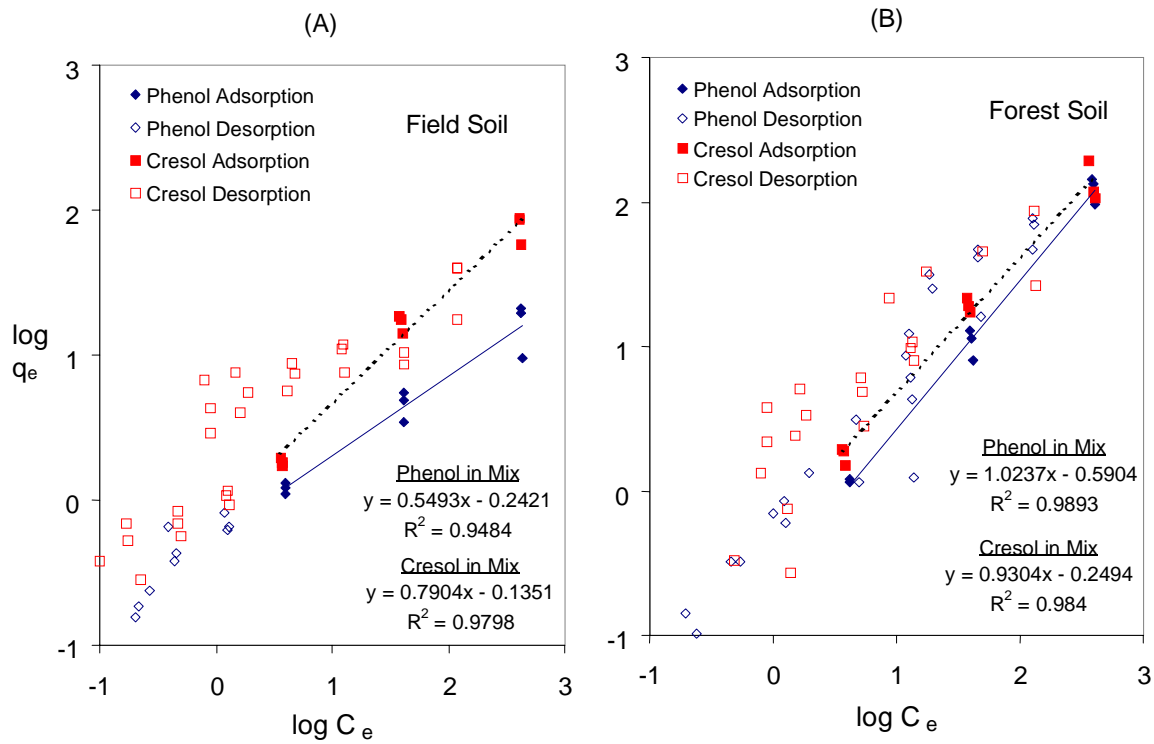 (A)
3
2
1
0
-1
-1
0
1
2
3
log
qe
log C e
Phenol Adsorption
Phenol Desorption
Cresol Adsorption
Cresol Desorption
Field Soil
Phenol in Mix
y = 0.5493x - 0.2421
R2 = 0.9484
Cresol in Mix
y = 0.7904x - 0.1351
R2 = 0.9798
(B)
3
2
1
0
-1
-1
0
1
2
3
log C e
Phenol Adsorption
Phenol Desorption
Cresol Adsorption
Cresol Desorption
Forest Soil
Phenol in Mix
y = 1.0237x - 0.5904
R2 = 0.9893
Cresol in Mix
y = 0.9304x - 0.2494
R2 = 0.984